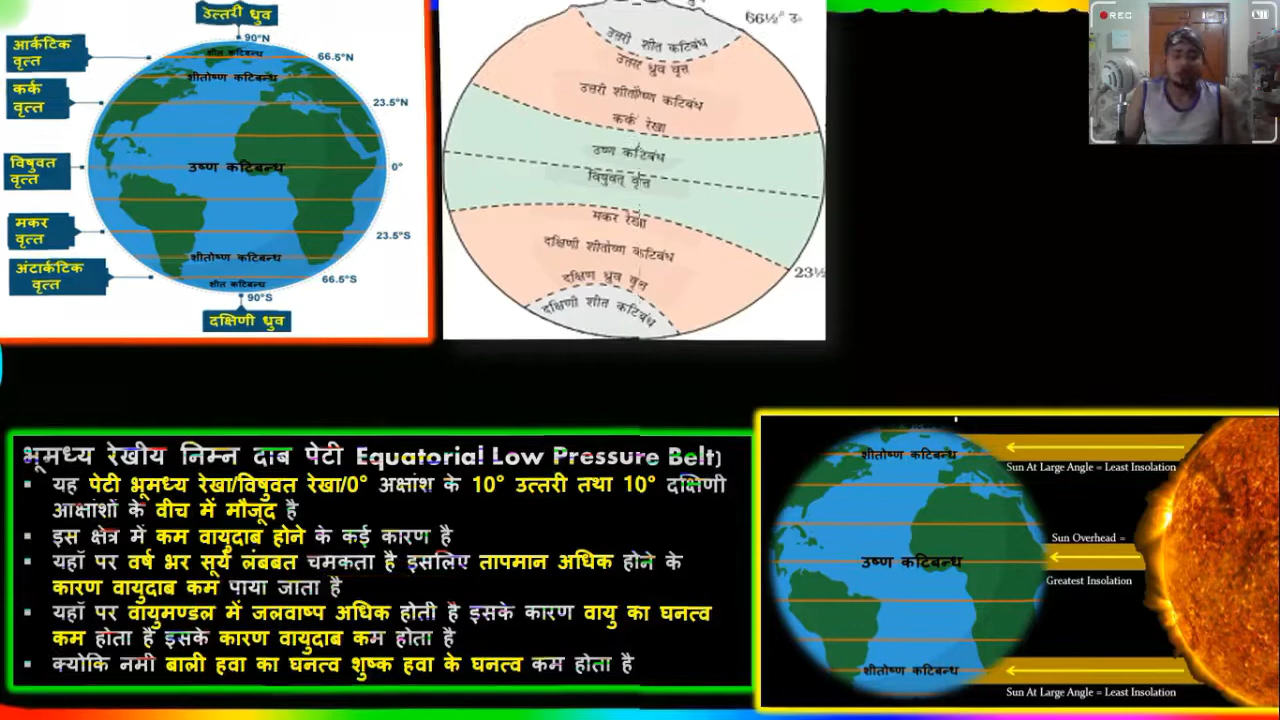 उत्तरी ध्रुव
90°N
आर्कटिक
वृत्त
शीत कटिबन्ध
66.5°N
शीतोष्ण कटिबन्ध
कर्क
वृत्त
23.5°N
विषुवत
वृत्त
उष्ण कटिबन्ध
0°
मकर
वृत्त
23.5°S
शीतोष्ण कटिबन्ध
अंटार्कटिक
वृत्त
66.5°S
शीत कटिबन्ध
90°S
दक्षिणी ध्रुव
66½° उ॰
उत्तरी शीत कटिबंध
उत्तर ध्रुव वृत्त
उत्तरी शीतोष्ण कटिबंध
कर्क रेखा
उष्ण कटिबंध
विषुवत् वृत्त
मकर रेखा
दक्षिणी शीतोष्ण कटिबंध
23½
दक्षिण ध्रुव वृत्त
दक्षिणी शीत कटिबंध
REC
भूमध्य रेखीय निम्न दाब पेटी Equatorial Low Pressure Belt)
▪ यह पेटी भूमध्य रेखा/विषुवत रेखा/0° अक्षांश के 10° उत्तरी तथा 10° दक्षिणी
आक्षांशों के वीच में मौजूद है
▪ इस क्षेत्र में कम वायुदाब होने के कई कारण है
▪ यहाँ पर वर्ष भर सूर्य लंबबत चमकता है इसलिए तापमान अधिक होने के
कारण वायुदाब कम पाया जाता है
▪ यहाँ पर वायुमण्डल में जलवाष्प अधिक होती है इसके कारण वायु का घनत्व
कम होता है इसके कारण वायुदाब कम होता है
▪ क्योकि नमी बाली हवा का घनत्व शुष्क हवा के घनत्व कम होता है
शीतोष्ण कटिबन्ध
Sun At Large Angle = Least Insolation
Sun Overhead =
उष्ण कटिबन्ध
Greatest Insolation
शीतोष्ण कटिबन्ध
Sun At Large Angle = Least Insolation